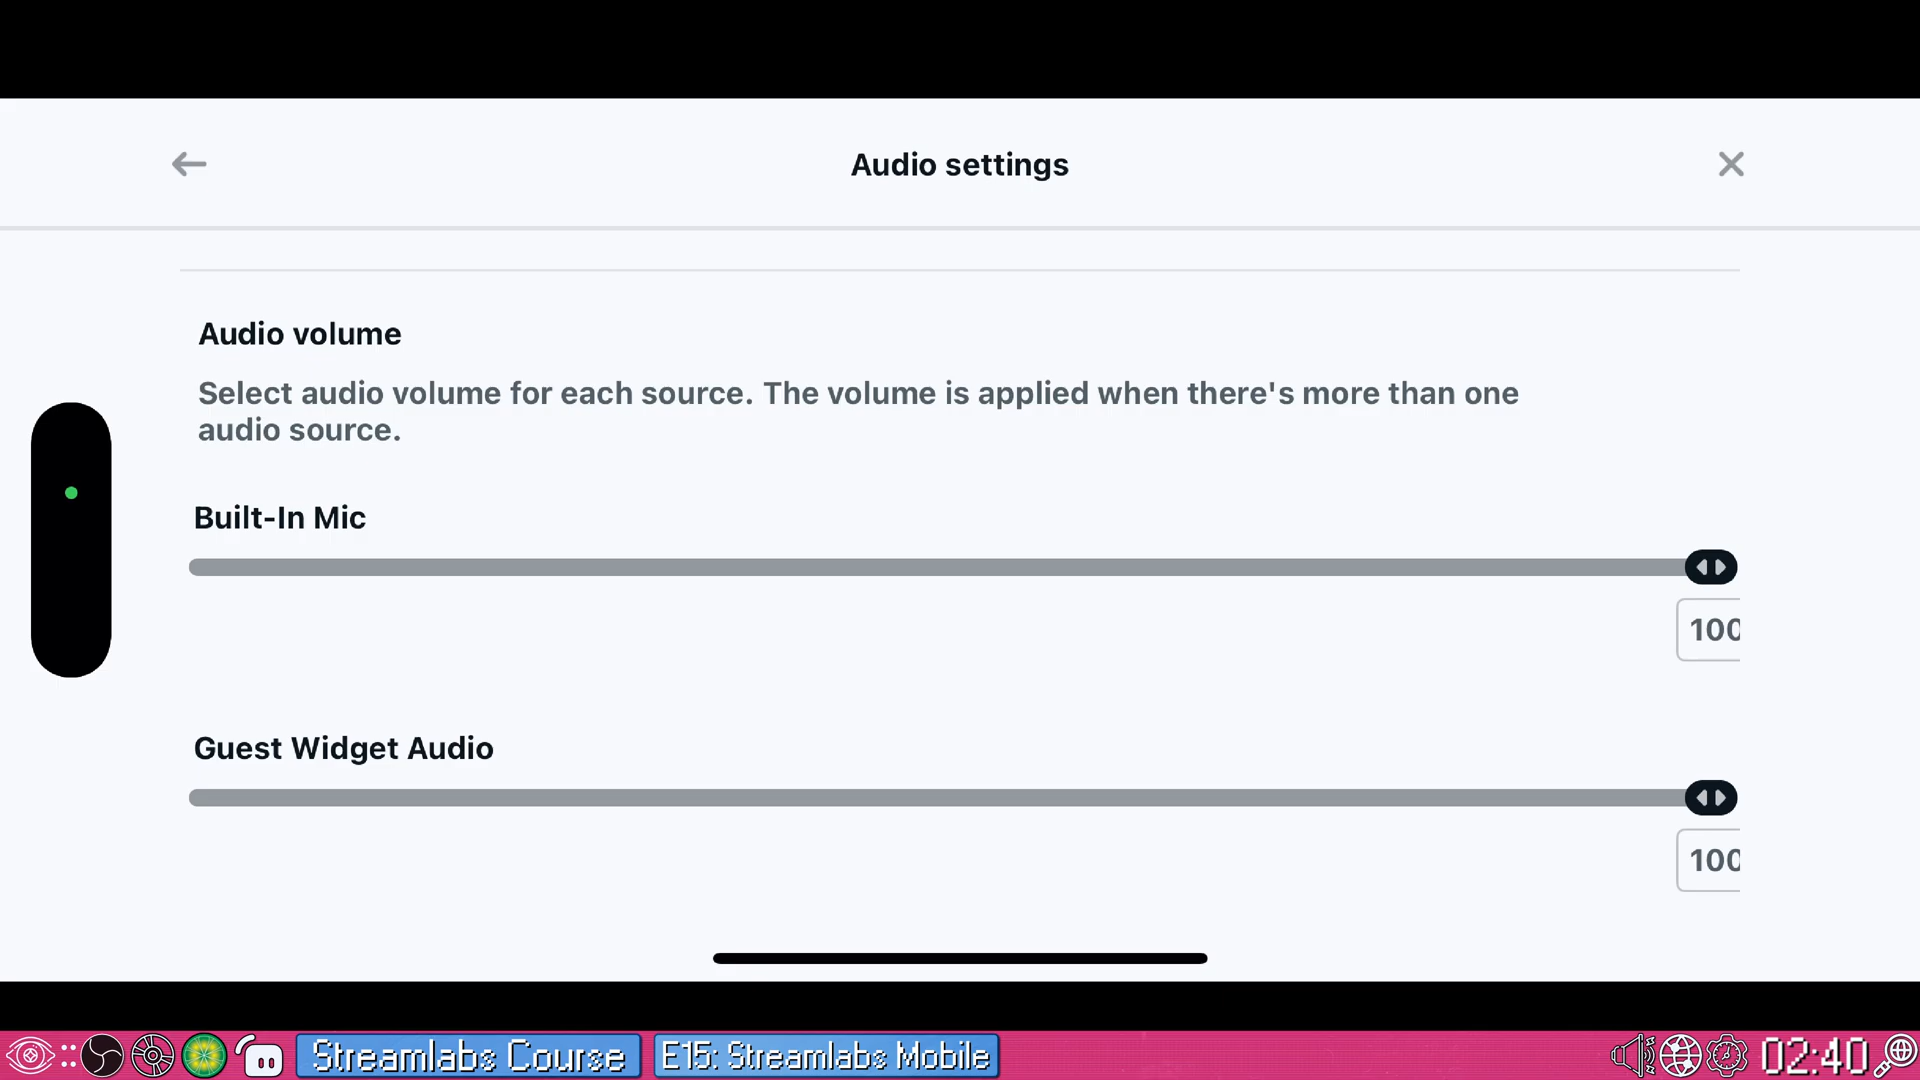 Audio settings
Audio volume
Select audio volume for each source. The volume is applied when there's more than one
audio source.
Built-In Mic
100
Guest Widget Audio
100
Streamlabs Course
E15: Streamlabs Mobile
02:40